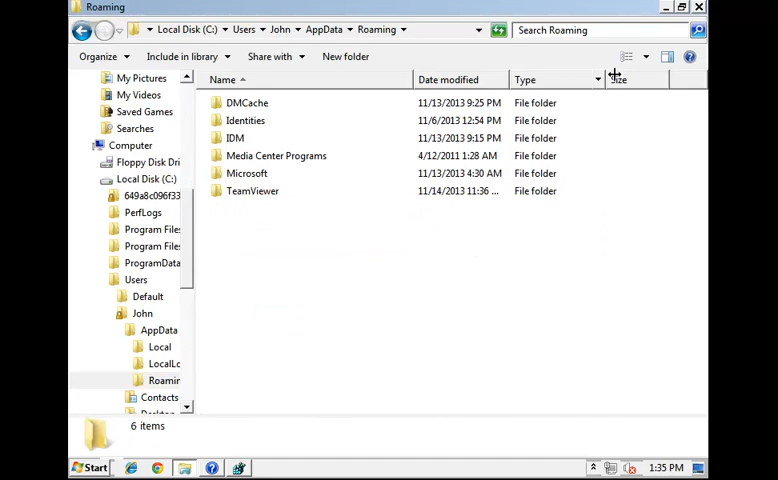 Roaming
Local Disk (C:) Users John AppData Roaming Search Roaming
Organize Include in library Share with New folder
My Pictures
My Videos
Saved Games
Searches
Computer
Floppy Disk Dri
Local Disk (C:)
649a8c096f33
PerfLogs
Program Files
Program Files
ProgramData
Users
Default
John
AppData
Local
LocalLo
Roamin
Contacts
Name Date modified Type Size
DMCache 11/13/2013 9:25 PM File folder
Identities 11/6/2013 12:54 PM File folder
IDM 11/13/2013 9:15 PM File folder
Media Center Programs 4/12/2011 1:28 AM File folder
Microsoft 11/13/2013 4:30 AM File folder
TeamViewer 11/14/2013 11:36 ... File folder
6 items
Start 1:35 PM